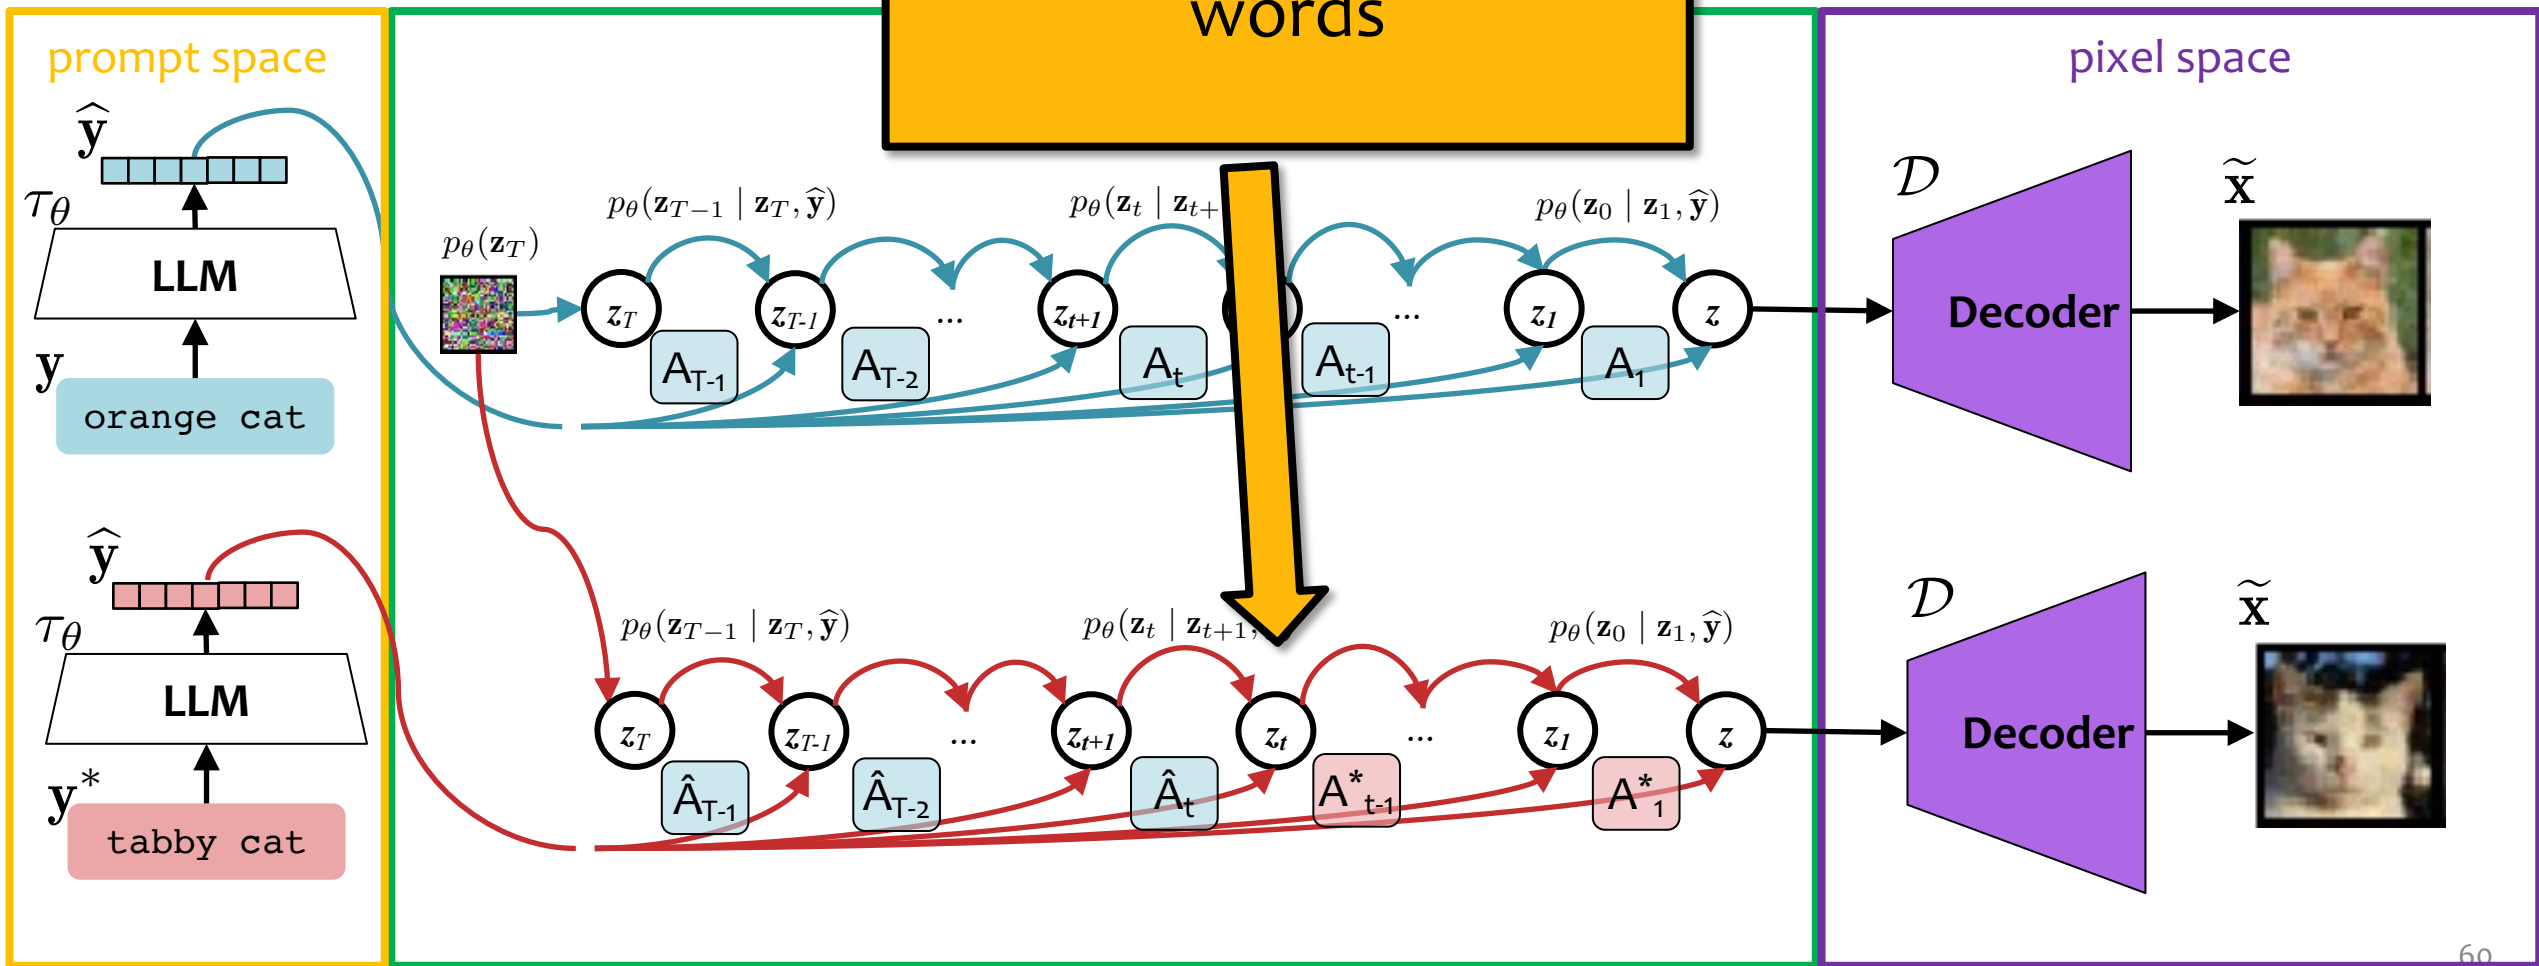 words
prompt space
pixel space
ŷ
τθ
LLM
y
orange cat
pθ(zT)
pθ(zT−1 | zT, ŷ)
pθ(zt | zt+
pθ(z0 | z1, ŷ)
zT
zT-1
...
zt+1
...
z1
z
AT-1
AT-2
At
At-1
A1
D
Decoder
x̃
ŷ
τθ
LLM
y*
tabby cat
pθ(zT−1 | zT, ŷ)
pθ(zt | zt+1,
pθ(z0 | z1, ŷ)
zT
zT-1
...
zt+1
zt
...
z1
z
ÂT-1
ÂT-2
Ât
A*t-1
A*1
D
Decoder
x̃
60